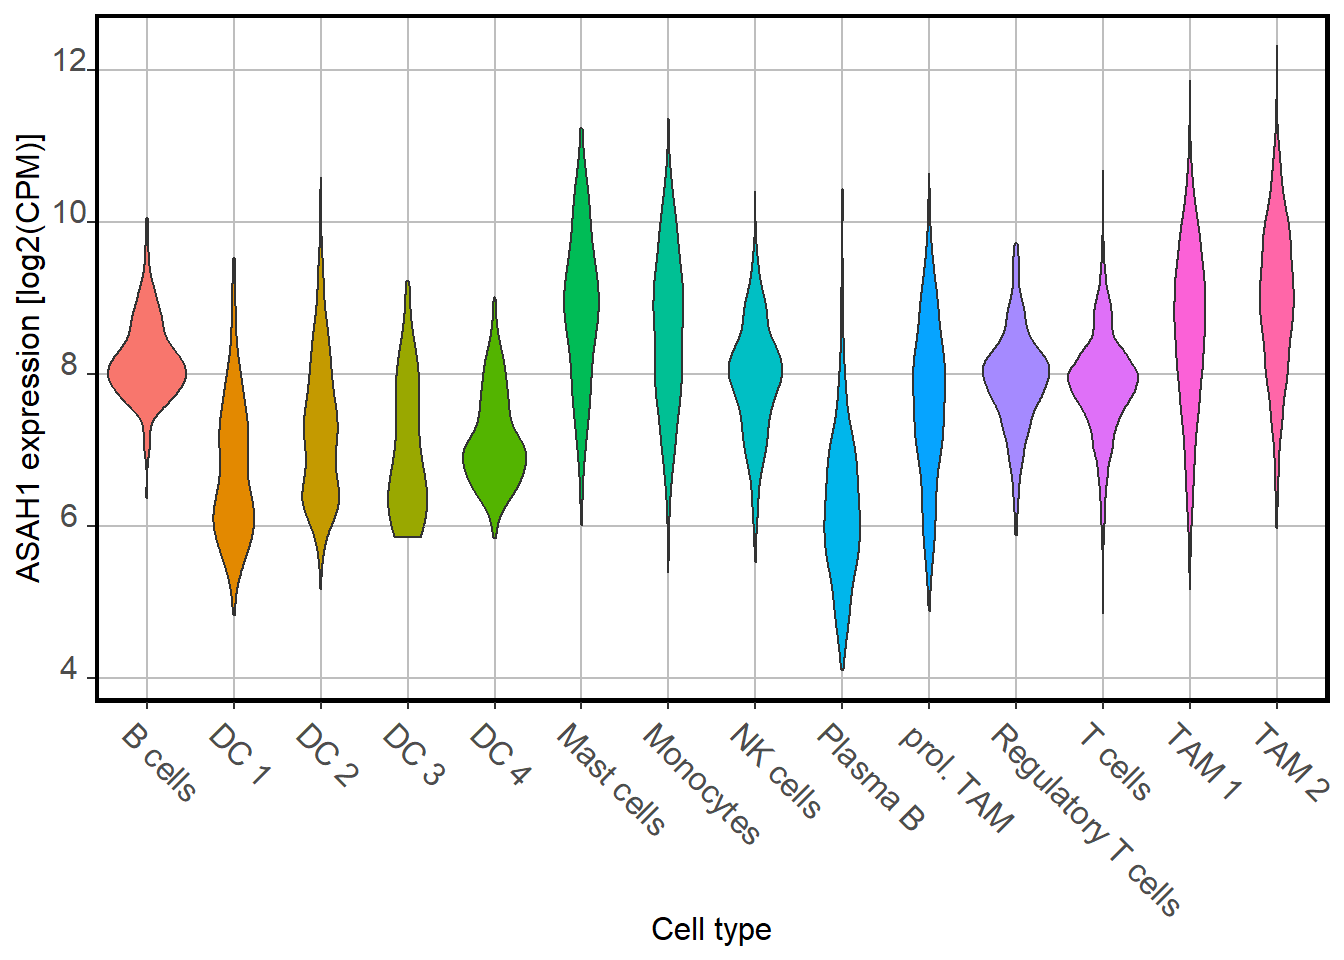 ASAH1 expression [log2(CPM)]
12
10
8
6
4
B cells
DC 1
DC 2
DC 3
DC 4
Mast cells
Monocytes
NK cells
Plasma B
prol. TAM
Regulatory T cells
T cells
TAM 1
TAM 2
Cell type